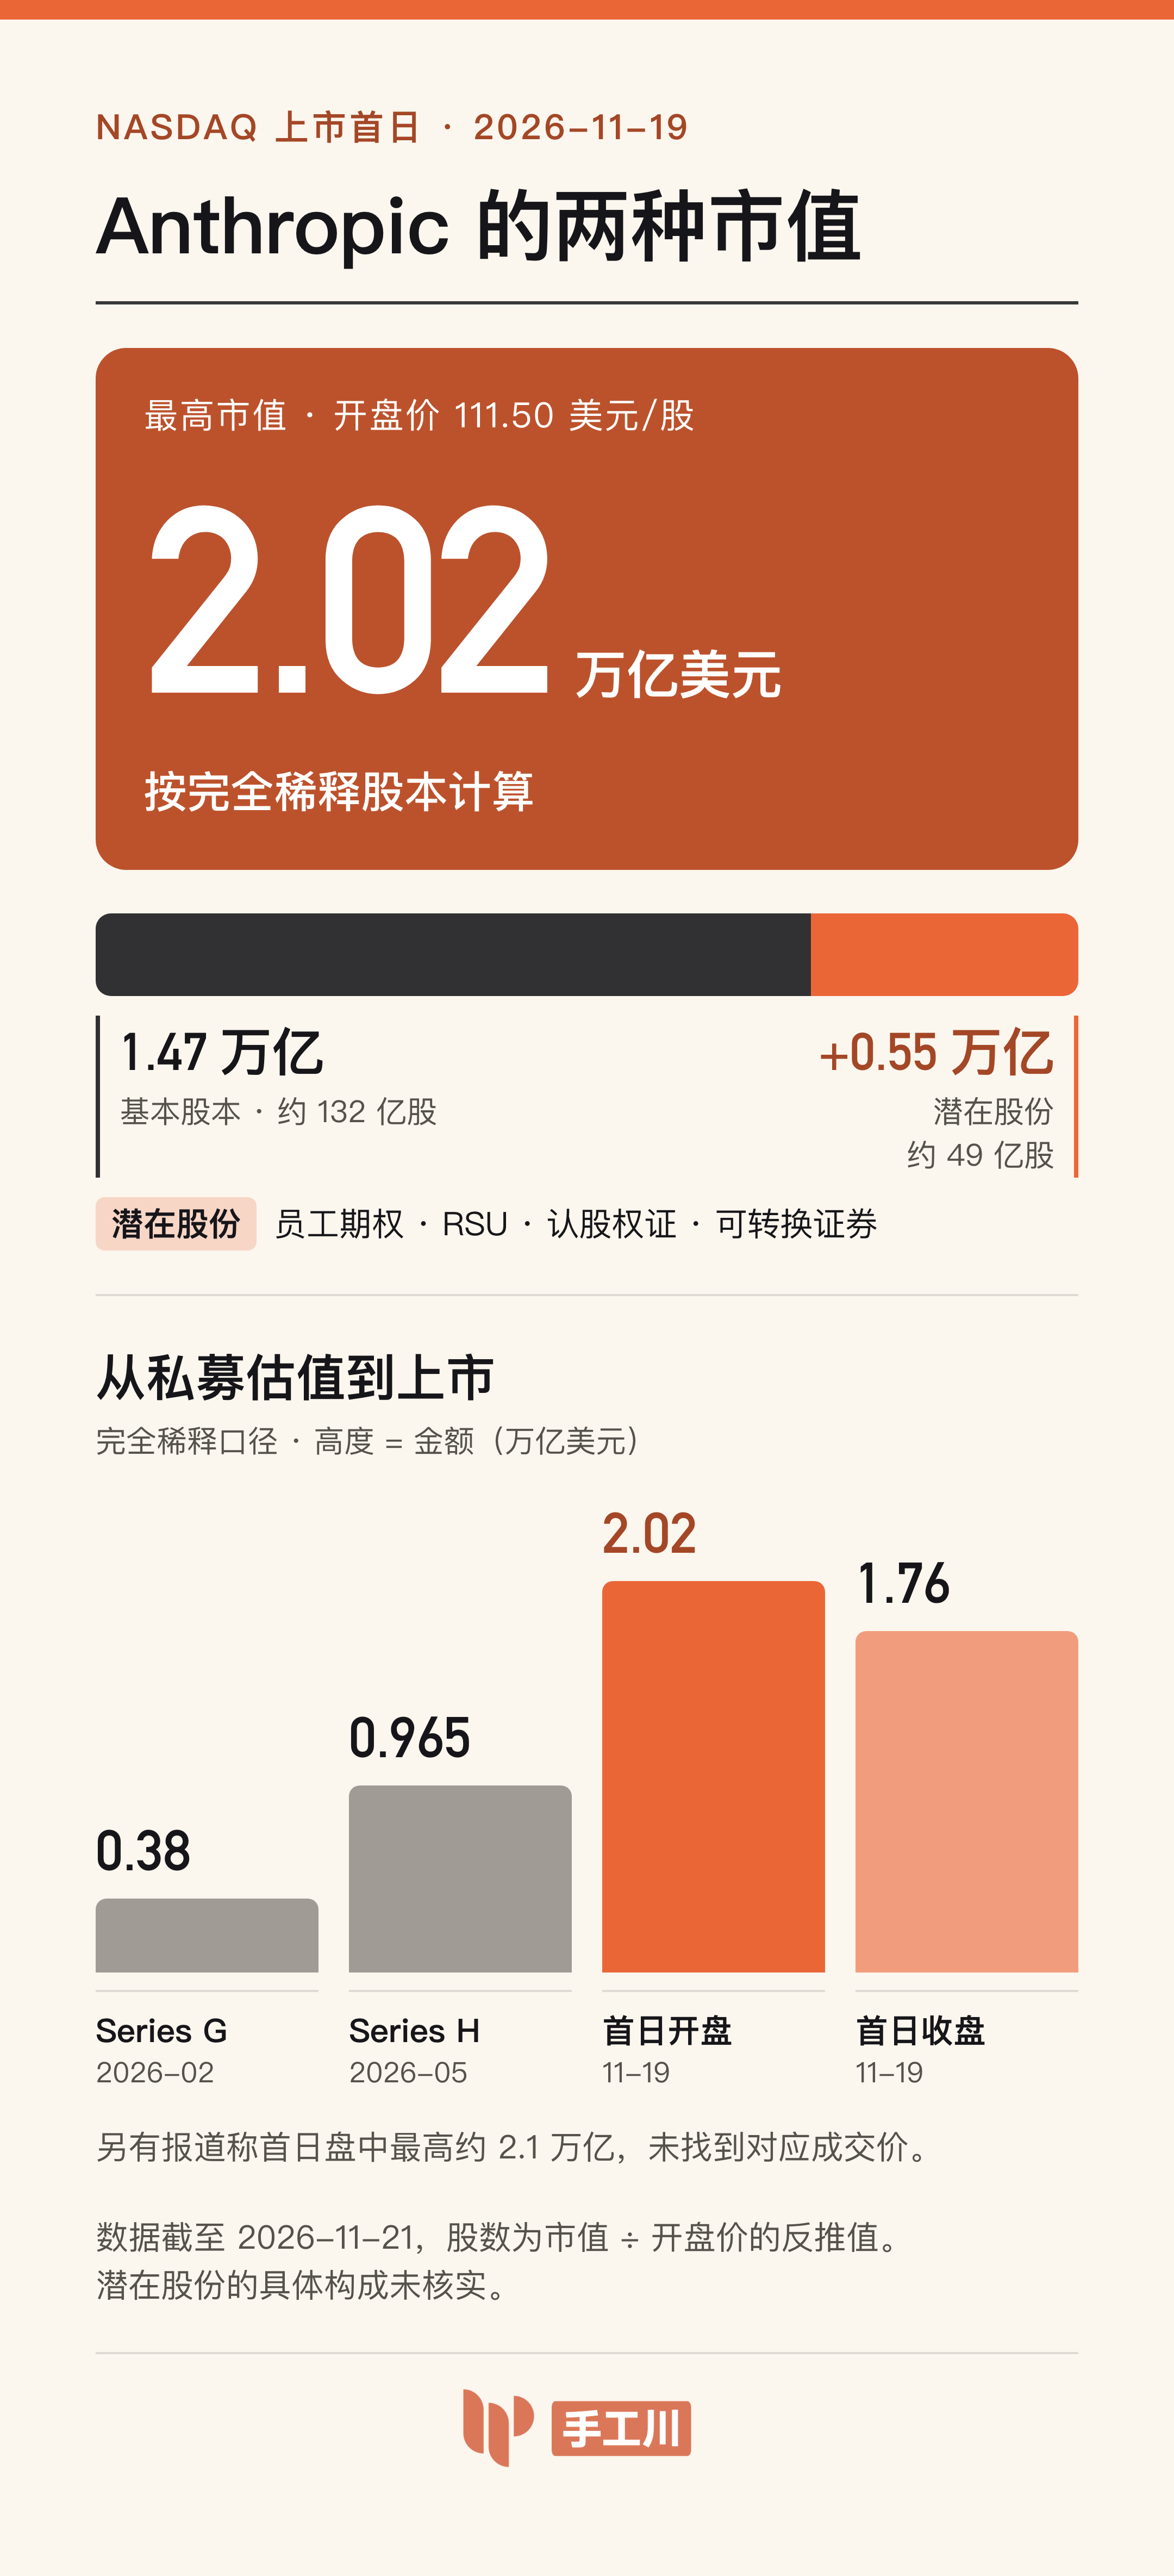 NASDAQ 上市首日 · 2026–11–19
Anthropic 的两种市值
最高市值 · 开盘价 111.50 美元/股
2.02 万亿美元
按完全稀释股本计算
1.47 万亿
基本股本 · 约 132 亿股
+0.55 万亿
潜在股份
约 49 亿股
潜在股份 员工期权 · RSU · 认股权证 · 可转换证券
从私募估值到上市
完全稀释口径 · 高度 = 金额（万亿美元）
0.38
0.965
2.02
1.76
Series G
2026–02
Series H
2026–05
首日开盘
11–19
首日收盘
11–19
另有报道称首日盘中最高约 2.1 万亿，未找到对应成交价。
数据截至 2026–11–21，股数为市值 ÷ 开盘价的反推值。
潜在股份的具体构成未核实。
手工川